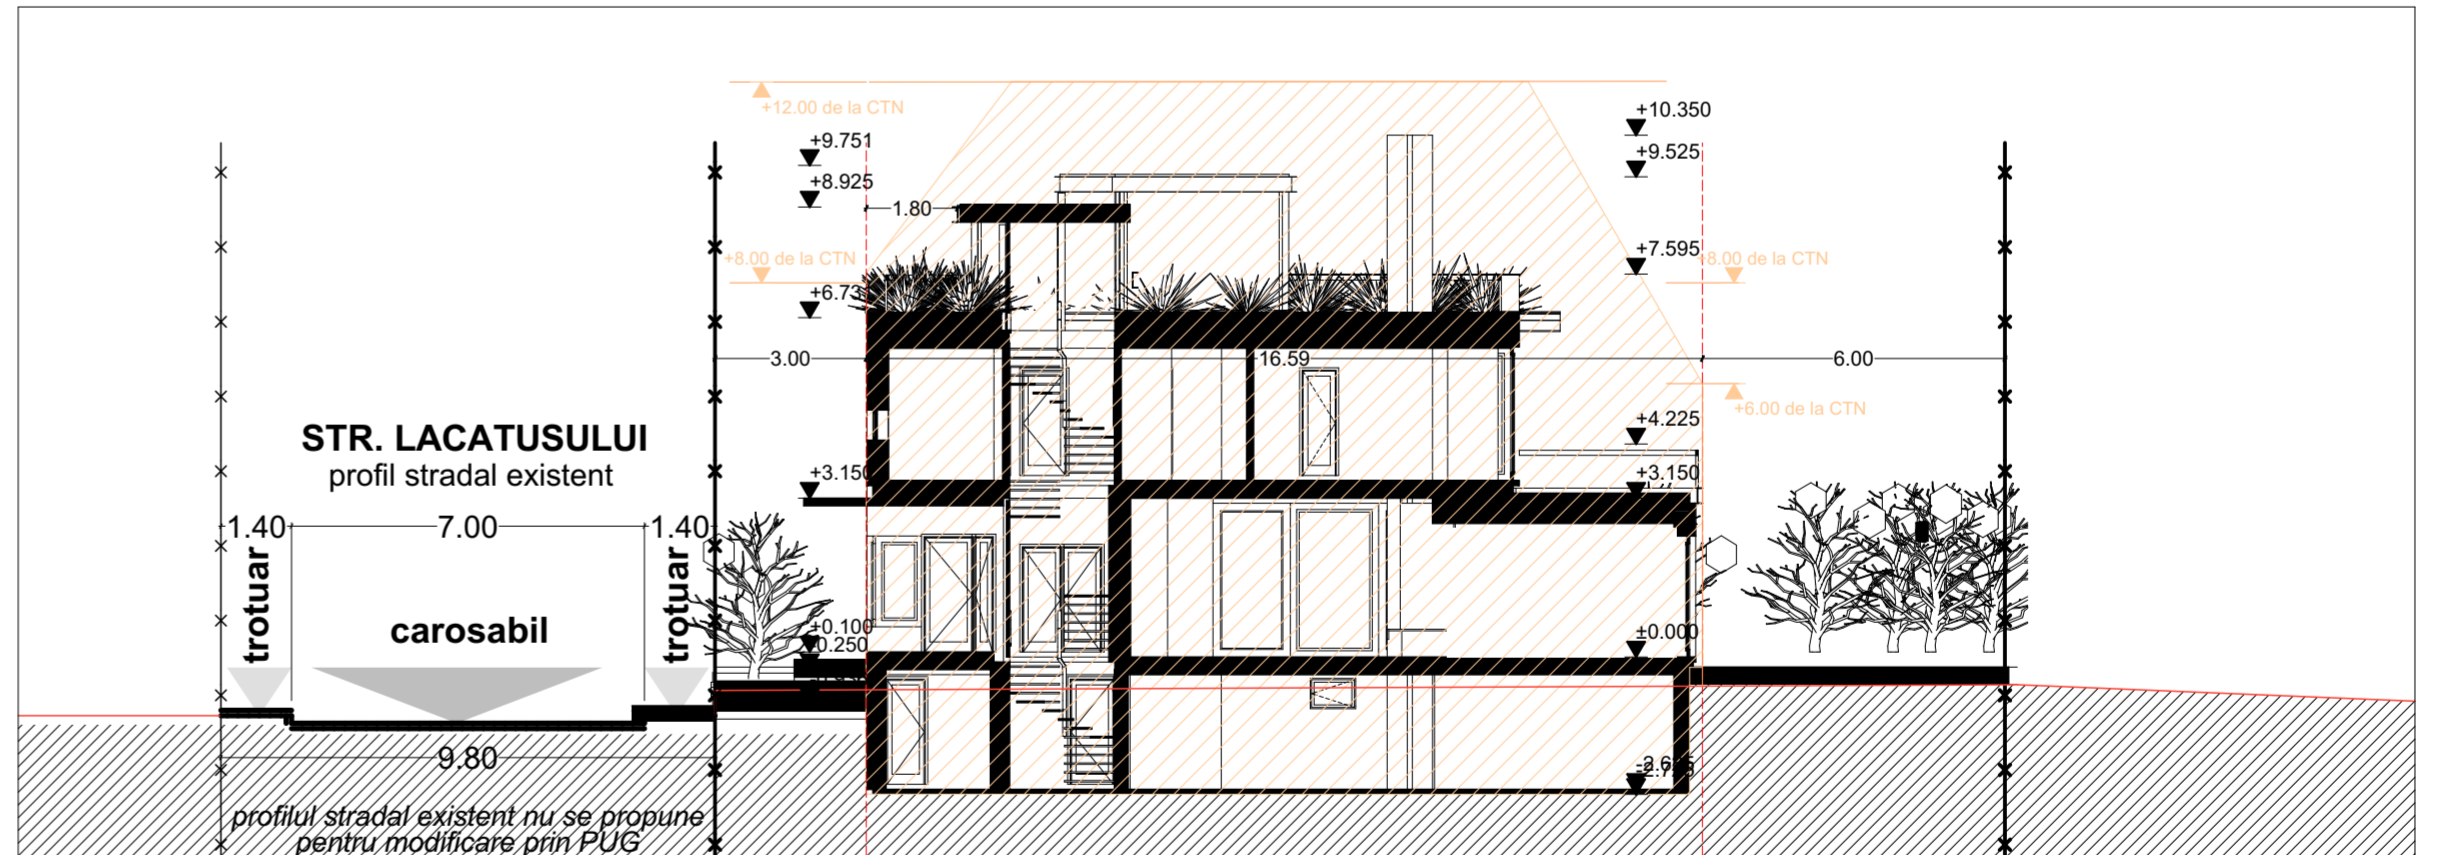 +12.00 de la CTN
+10.350
+9.751
+9.525
+8.925
1.80
+8.00 de la CTN
+7.595
+8.00 de la CTN
+6.73
3.00
16.59
6.00
+6.00 de la CTN
+4.225
STR. LACATUSULUI
profil stradal existent
+3.150
+3.150
1.40
7.00
1.40
trotuar
carosabil
trotuar
+0.100
0.250
±0.000
9.80
profilul stradal existent nu se propune
pentru modificare prin PUG